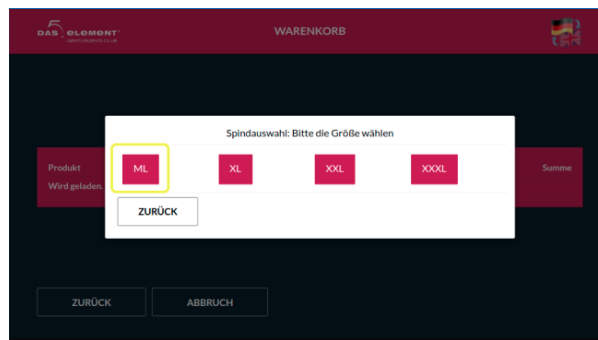 DAS 5 ELEMENT
WARENKORB
Spindauswahl: Bitte die Größe wählen
Produkt
ML
XL
XXL
XXXL
Summe
Wird geladen.
ZURÜCK
ZURÜCK
ABBRUCH